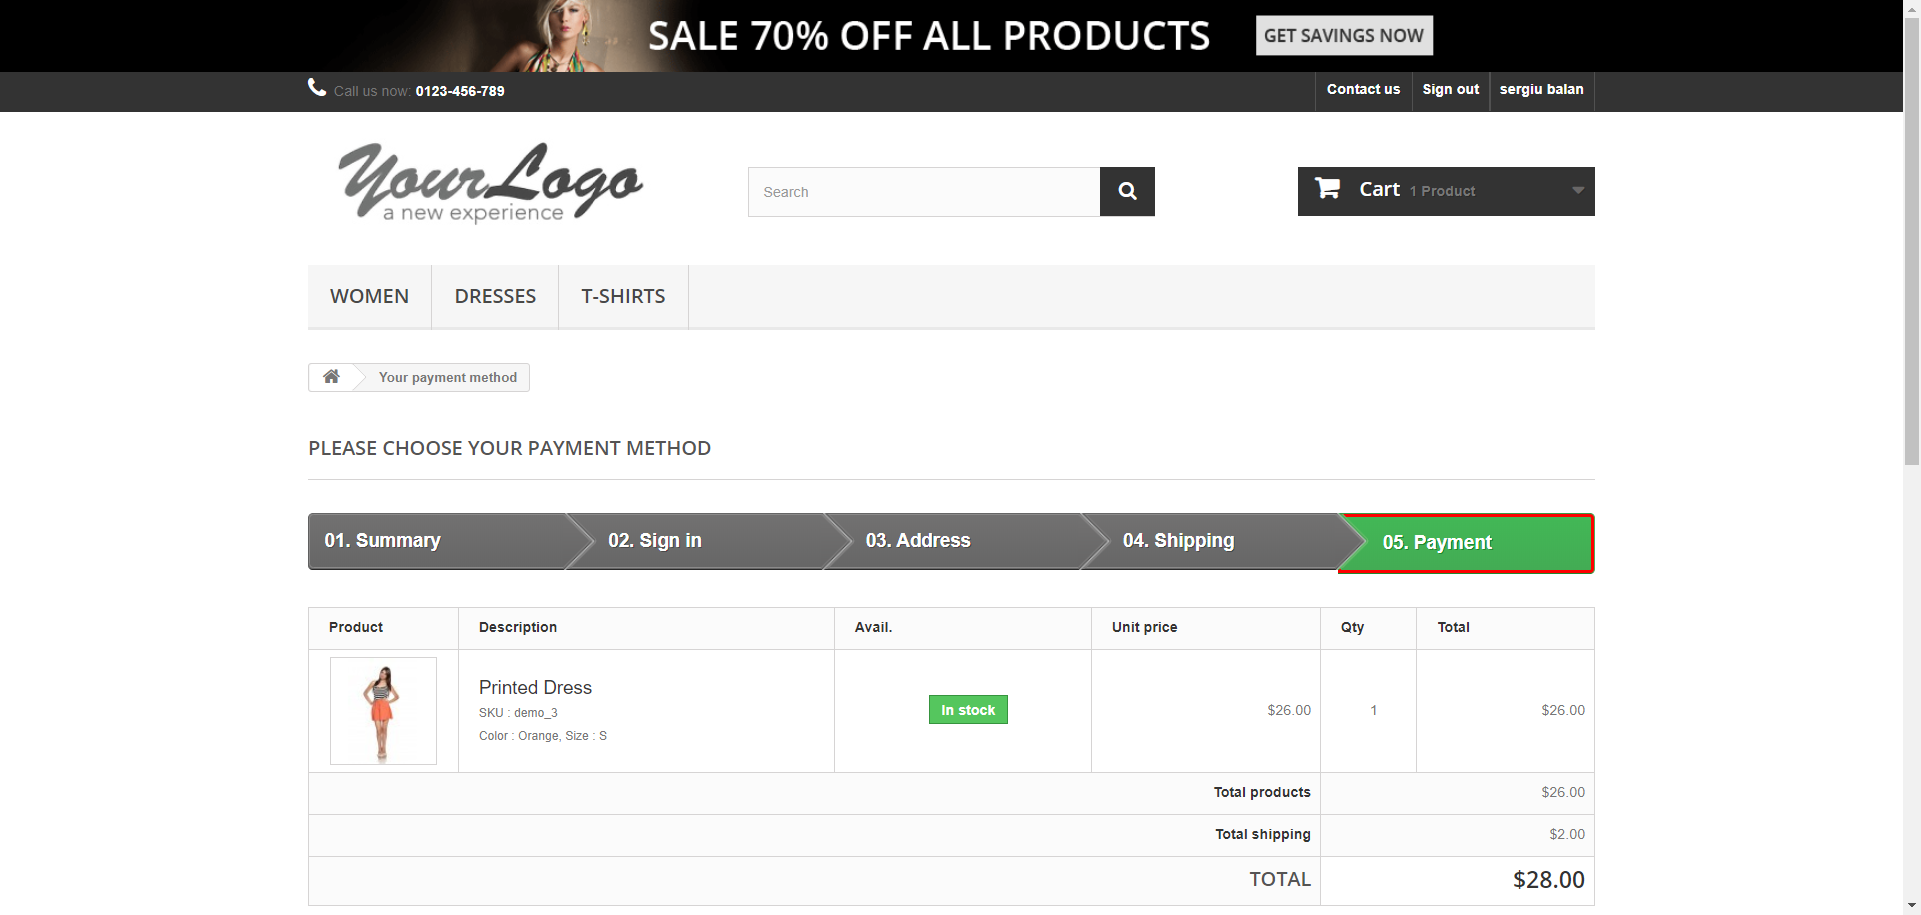 SALE 70% OFF ALL PRODUCTS GET SAVINGS NOW
Call us now: 0123-456-789 Contact us Sign out sergiu balan
Your Logo
a new experience
Search
Cart 1 Product
WOMEN DRESSES T-SHIRTS
Your payment method
PLEASE CHOOSE YOUR PAYMENT METHOD
01. Summary 02. Sign in 03. Address 04. Shipping 05. Payment
Product Description Avail. Unit price Qty Total
Printed Dress
SKU : demo_3
Color : Orange, Size : S
In stock $26.00 1 $26.00
Total products $26.00
Total shipping $2.00
TOTAL $28.00